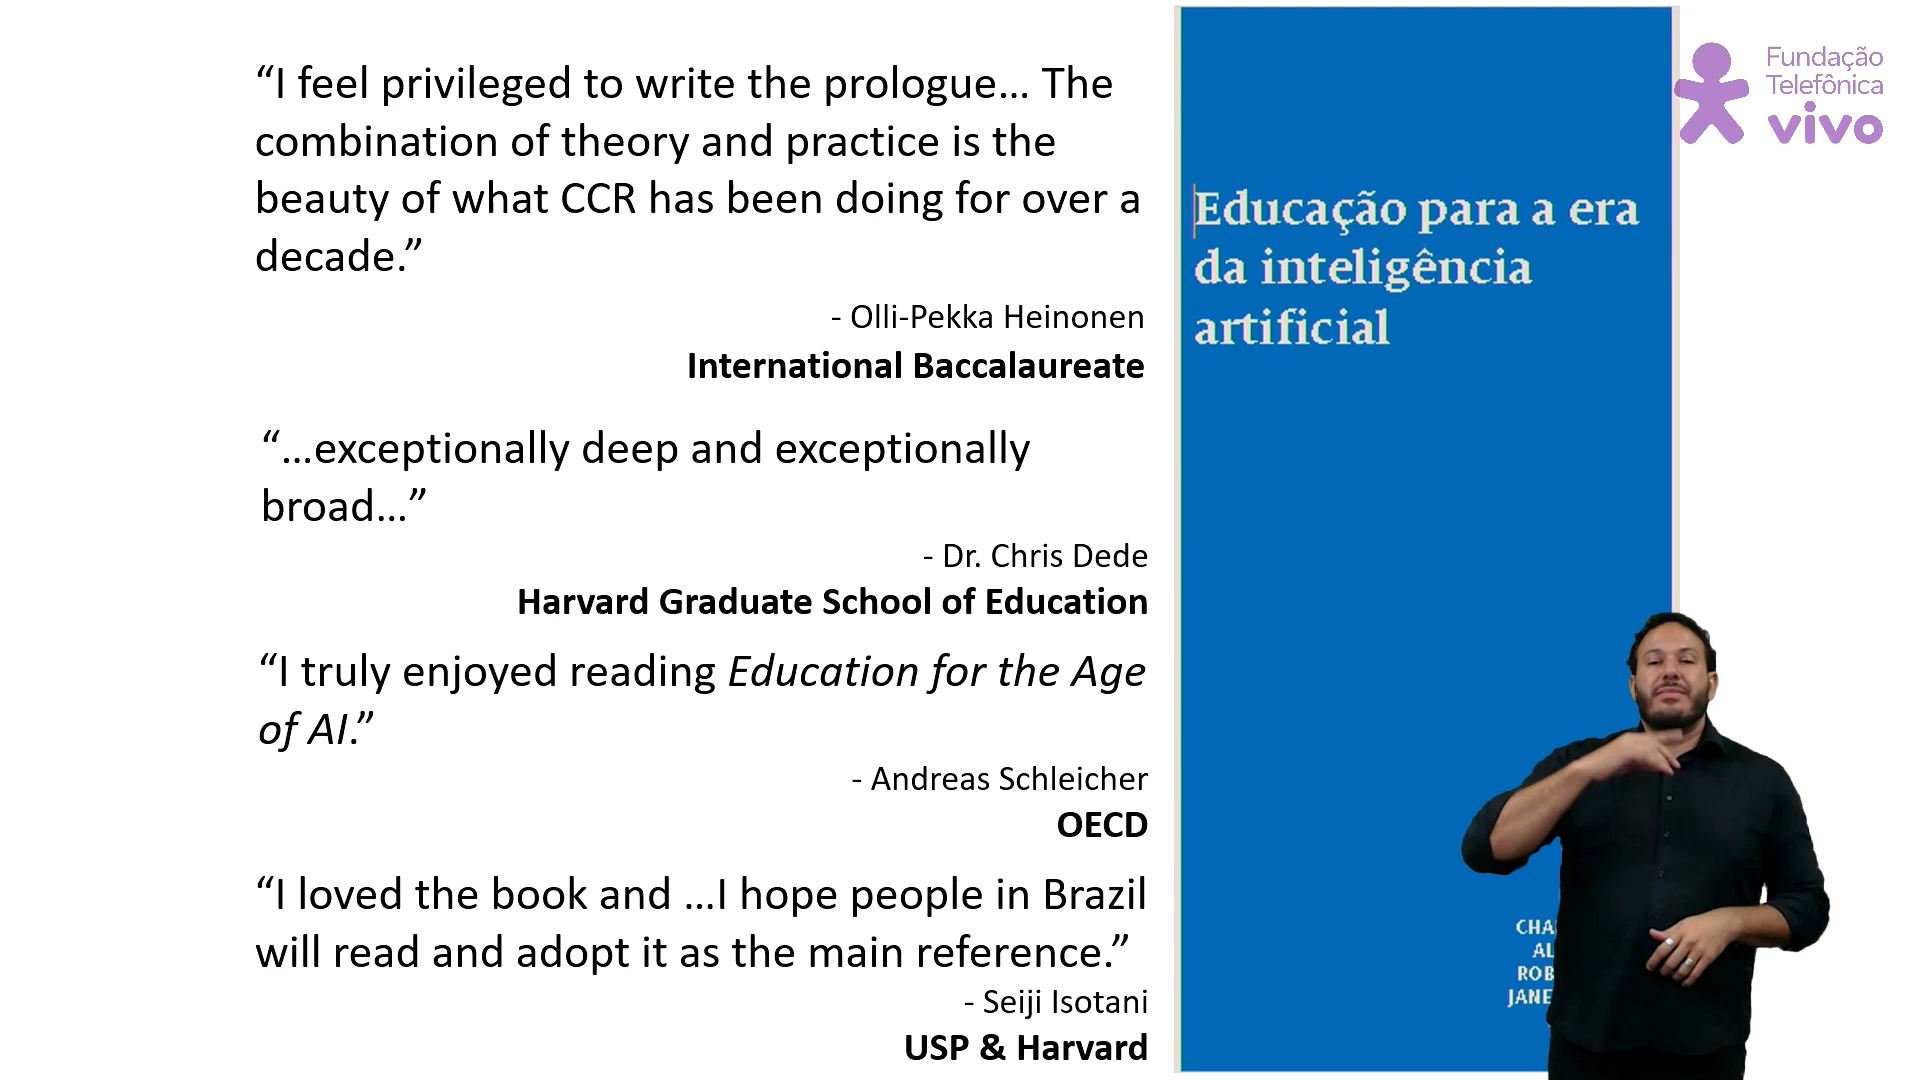 “I feel privileged to write the prologue… The
combination of theory and practice is the
beauty of what CCR has been doing for over a
decade.”
- Olli-Pekka Heinonen
International Baccalaureate
“…exceptionally deep and exceptionally
broad…”
- Dr. Chris Dede
Harvard Graduate School of Education
“I truly enjoyed reading Education for the Age
of AI.”
- Andreas Schleicher
OECD
“I loved the book and …I hope people in Brazil
will read and adopt it as the main reference.”
- Seiji Isotani
USP & Harvard
Educação para a era
da inteligência
artificial
Fundação
Telefônica
vivo